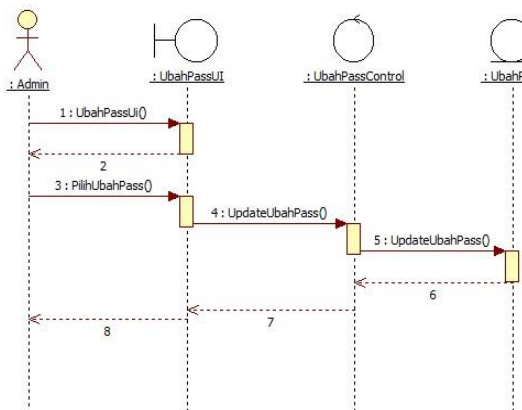 : Admin
: UbahPassUI
: UbahPassControl
1 : UbahPassUi()
2
3 : PilihUbahPass()
4 : UpdateUbahPass()
5 : UpdateUbahPass()
6
7
8